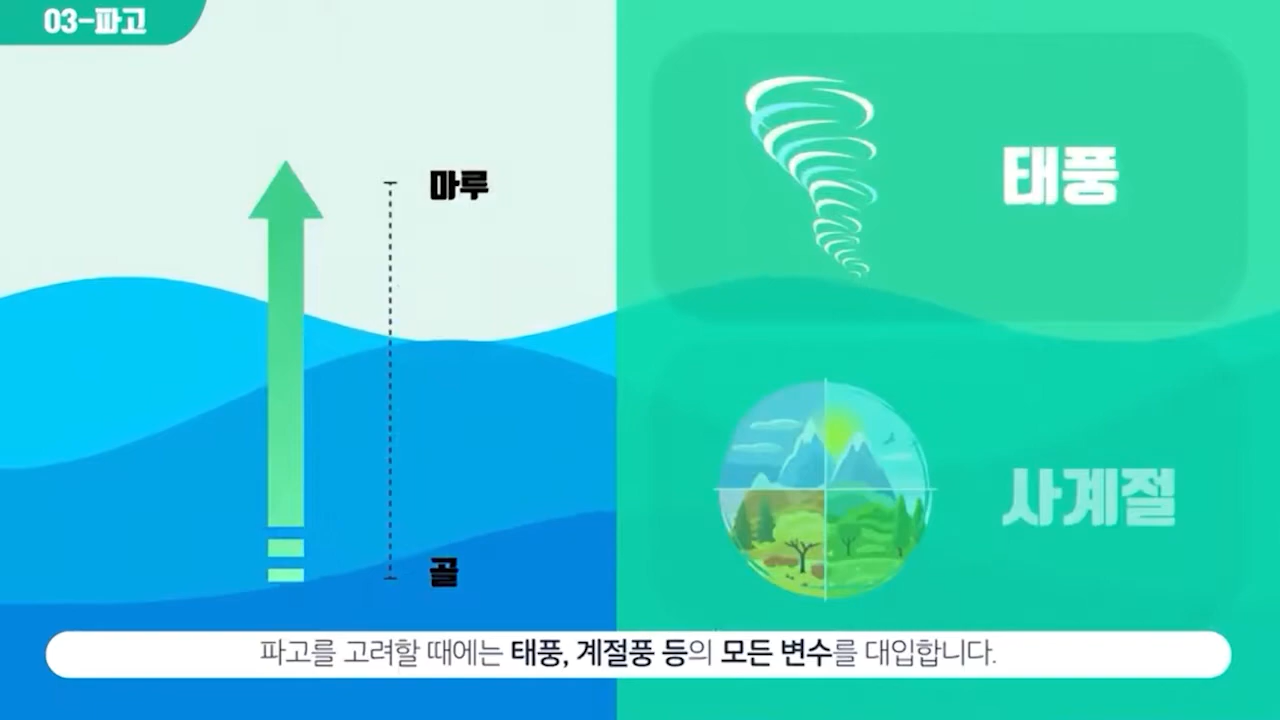 03-파고
마루
골
태풍
사계절
파고를 고려할 때에는 태풍, 계절풍 등의 모든 변수를 대입합니다.